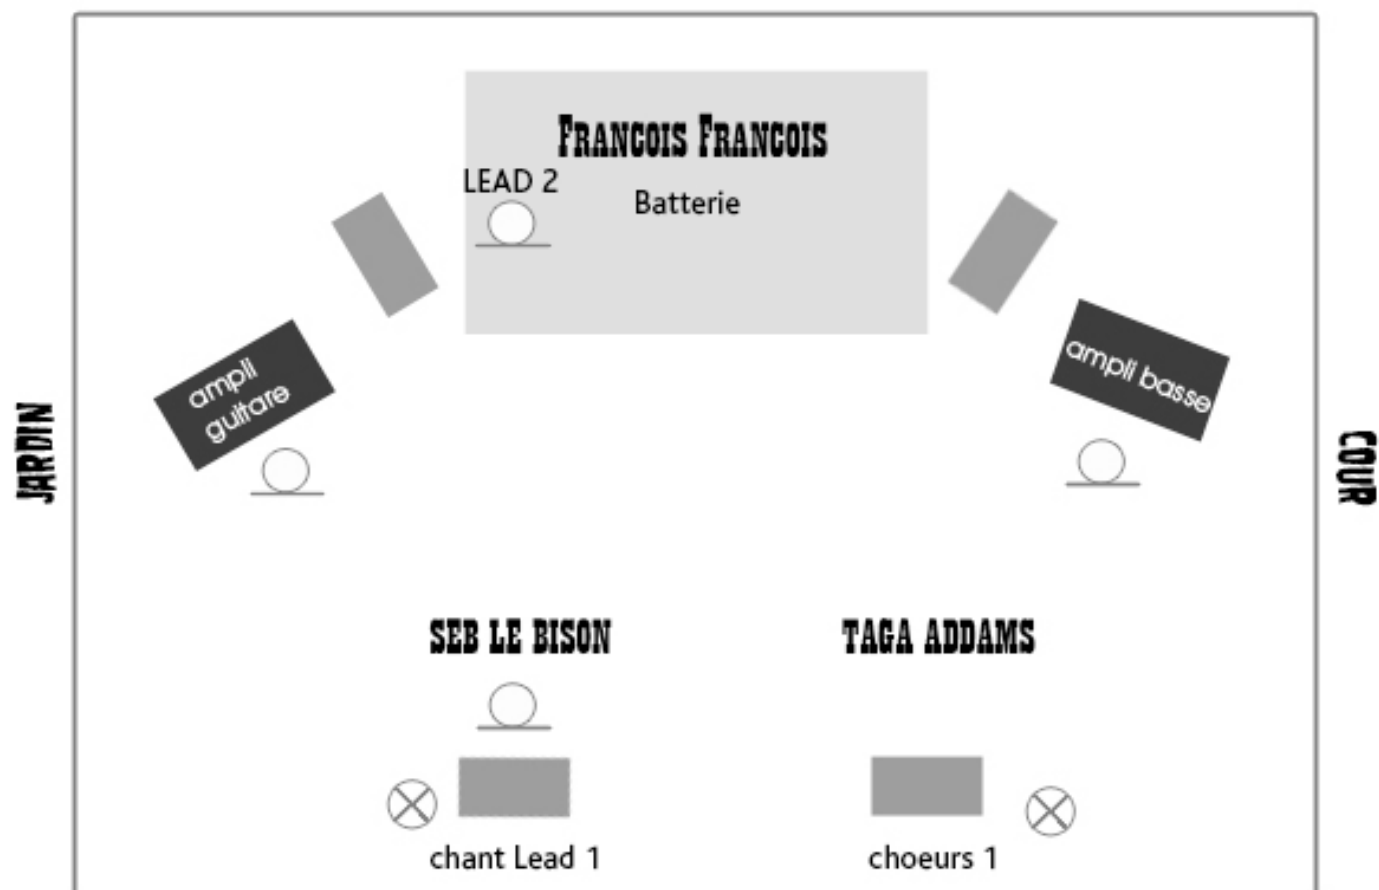 FRANCOIS FRANCOIS
LEAD 2
Batterie
ampli
guitare
ampli basse
JARDIN
COUR
SEB LE BISON
TAGA ADDAMS
chant Lead 1
choeurs 1